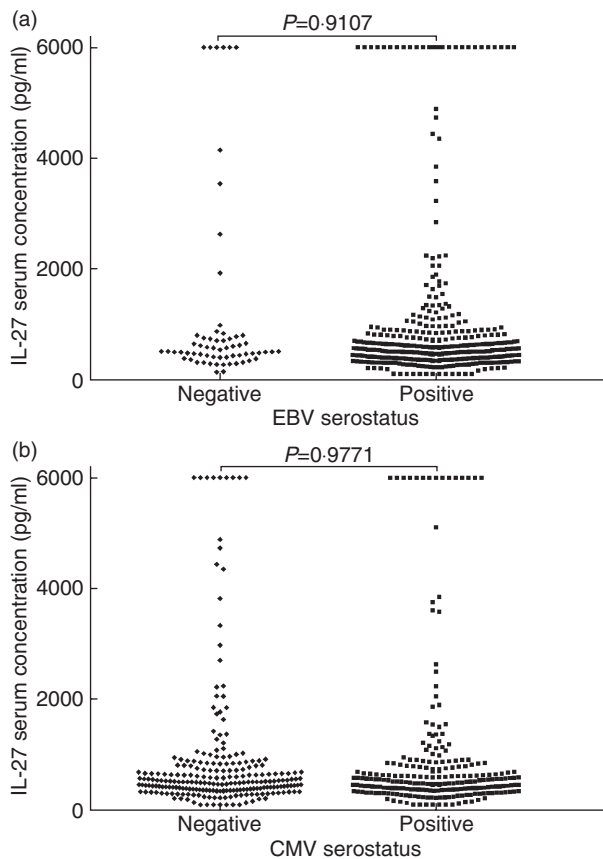 (a)
P=0·9107
6000
4000
2000
0
IL-27 serum concentration (pg/ml)
Negative
Positive
EBV serostatus
(b)
P=0·9771
6000
4000
2000
0
IL-27 serum concentration (pg/ml)
Negative
Positive
CMV serostatus